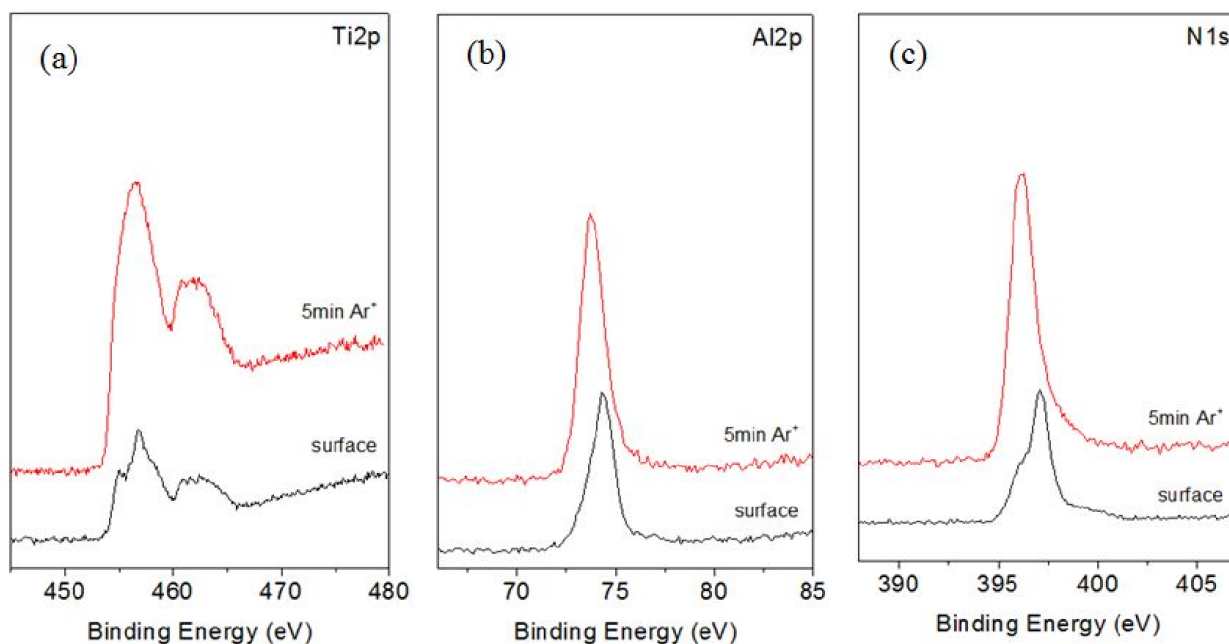 (a)
Ti2p
5min Ar⁺
surface
450 460 470 480
Binding Energy (eV)
(b)
Al2p
5min Ar⁺
surface
70 75 80 85
Binding Energy (eV)
(c)
N1s
5min Ar⁺
surface
390 395 400 405
Binding Energy (eV)